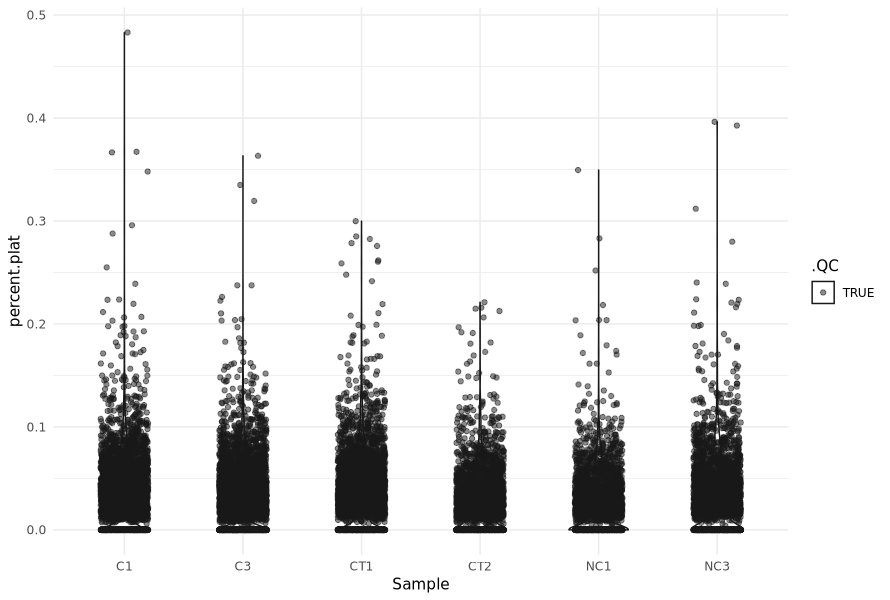 0.5
0.4
0.3
0.2
0.1
0.0
percent.plat
C1 C3 CT1 CT2 NC1 NC3
Sample
.QC
TRUE